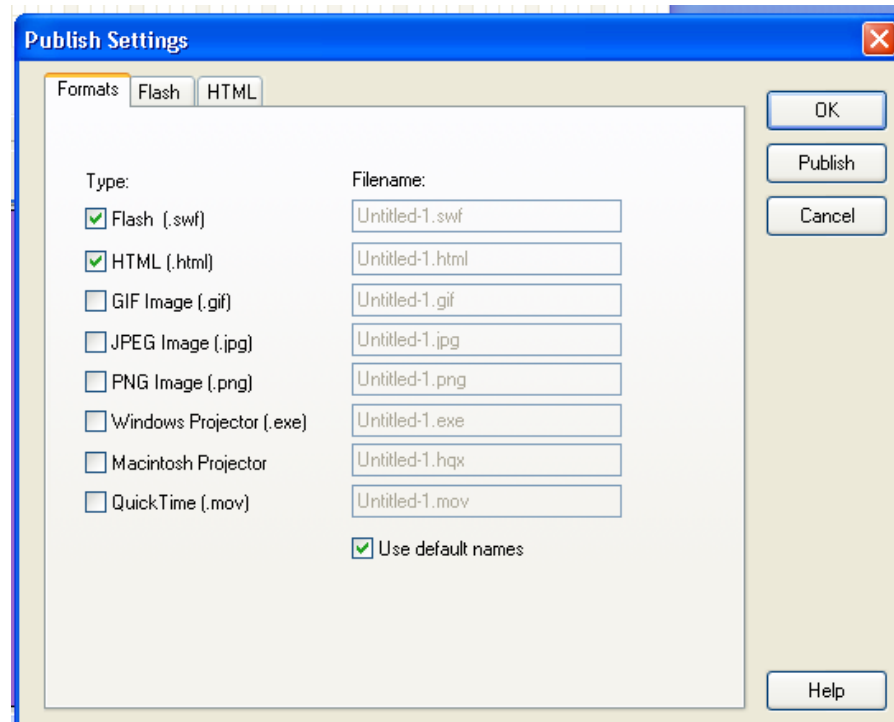 Publish Settings
Formats Flash HTML
OK
Publish
Cancel
Type: Filename:
Flash (.swf) Untitled-1.swf
HTML (.html) Untitled-1.html
GIF Image (.gif) Untitled-1.gif
JPEG Image (.jpg) Untitled-1.jpg
PNG Image (.png) Untitled-1.png
Windows Projector (.exe) Untitled-1.exe
Macintosh Projector Untitled-1.hqx
QuickTime (.mov) Untitled-1.mov
Use default names
Help